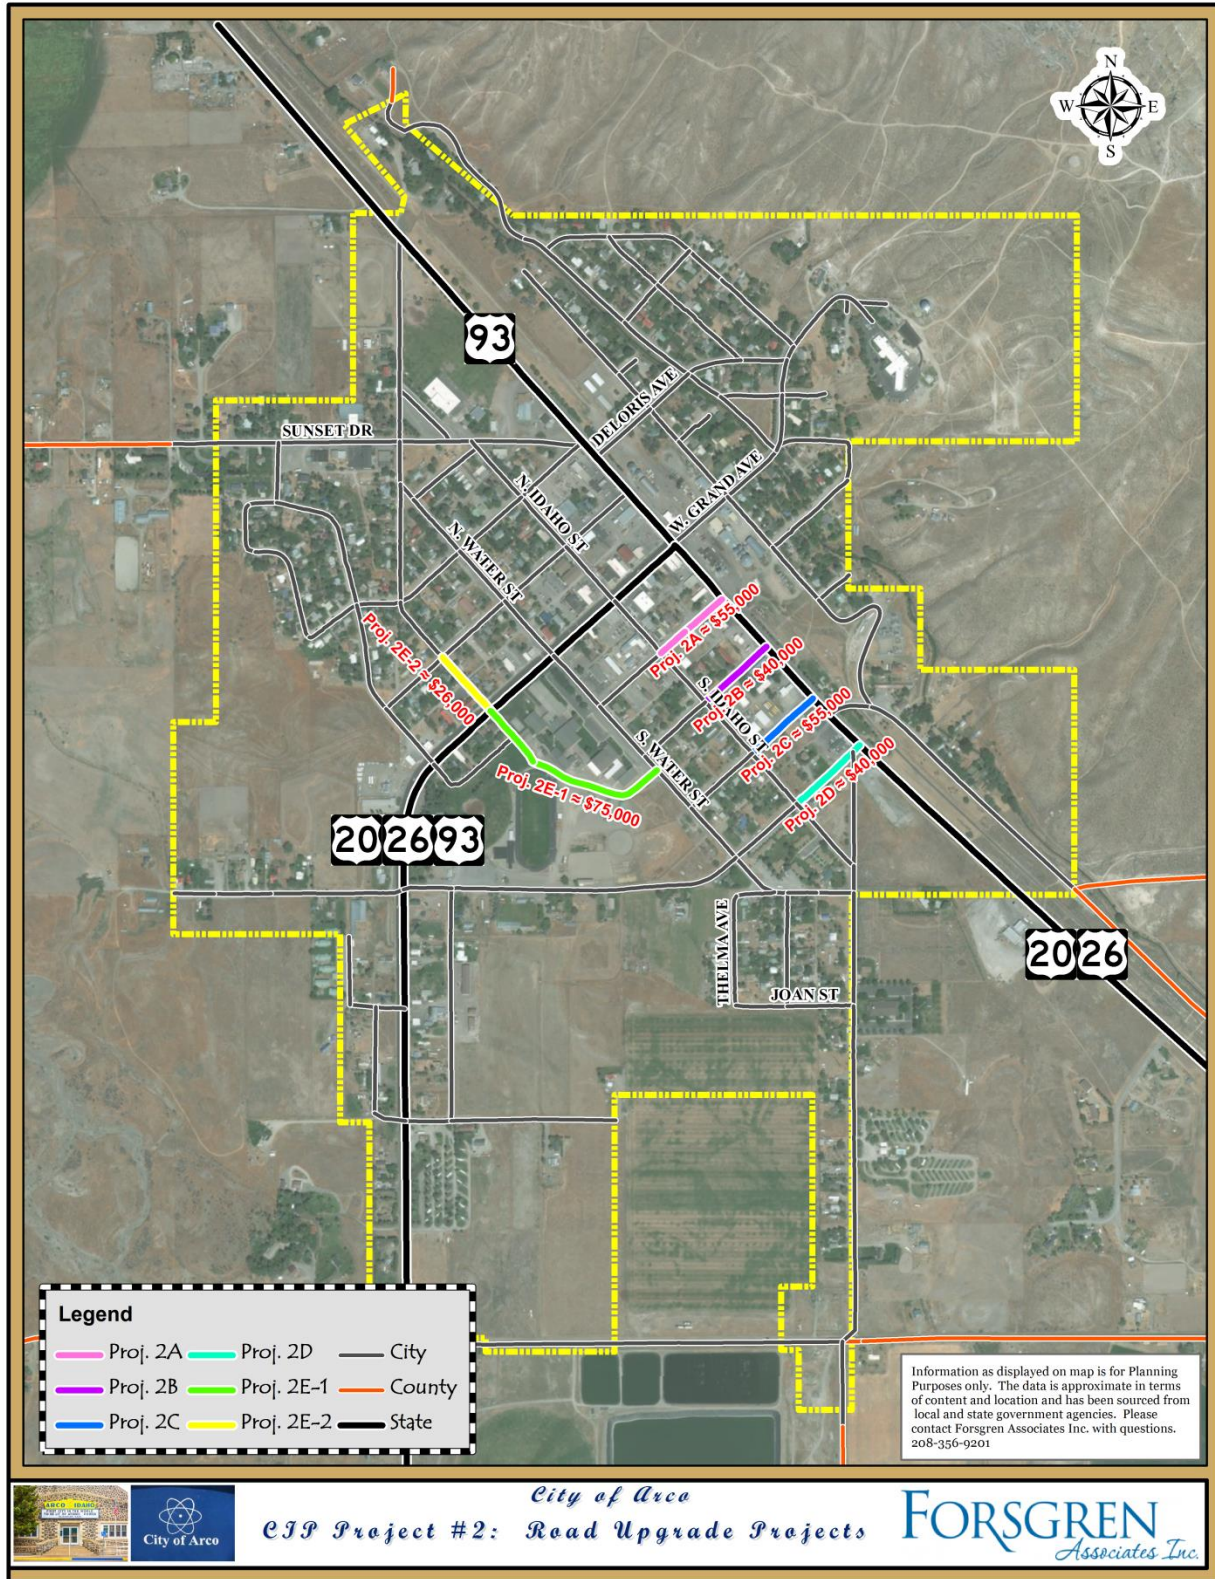 N
W E
S
93
DELORIS AVE
SUNSET DR
W. GRAND AVE
N. IDAHO ST
N. WATER ST
Proj. 2A ≈ $55,000
Proj. 2B ≈ $40,000
Proj. 2E-2 ≈ $26,000
S. IDAHO ST
Proj. 2C ≈ $55,000
S. WATER ST
Proj. 2D ≈ $40,000
Proj. 2E-1 ≈ $75,000
20 26 93
THELMA AVE
20 26
JOAN ST
Legend
Proj. 2A Proj. 2D City
Proj. 2B Proj. 2E-1 County
Proj. 2C Proj. 2E-2 State
Information as displayed on map is for Planning
Purposes only. The data is approximate in terms
of content and location and has been sourced from
local and state government agencies. Please
contact Forsgren Associates Inc. with questions.
208-356-9201
ARCO IDAHO
City of Arco
City of Arco
CIP Project #2: Road Upgrade Projects
FORSGREN
Associates Inc.